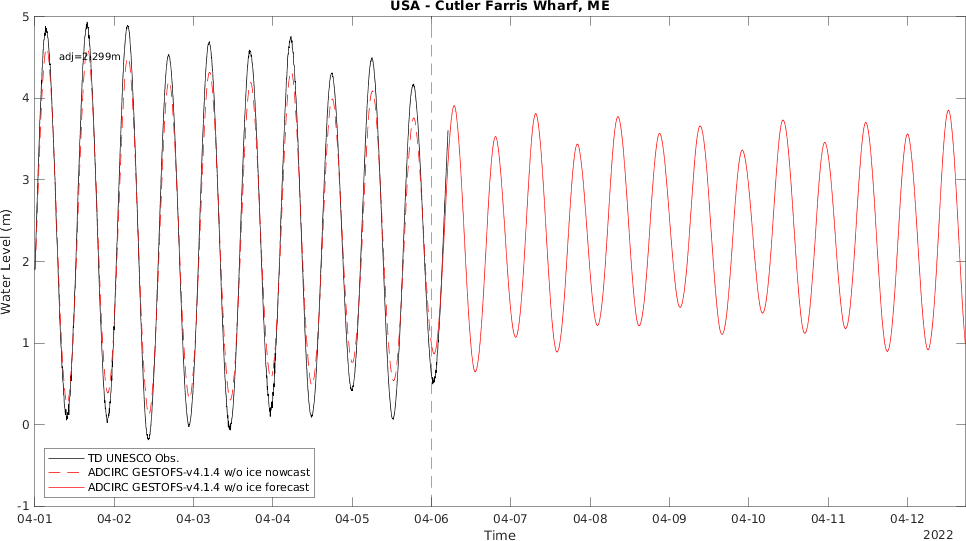 USA - Cutler Farris Wharf, ME
5
adj=2.299m
4
3
Water Level (m)
2
1
0
TD UNESCO Obs.
ADCIRC GESTOFS-v4.1.4 w/o ice nowcast
ADCIRC GESTOFS-v4.1.4 w/o ice forecast
-1
04-01 04-02 04-03 04-04 04-05 04-06 04-07 04-08 04-09 04-10 04-11 04-12
Time
2022